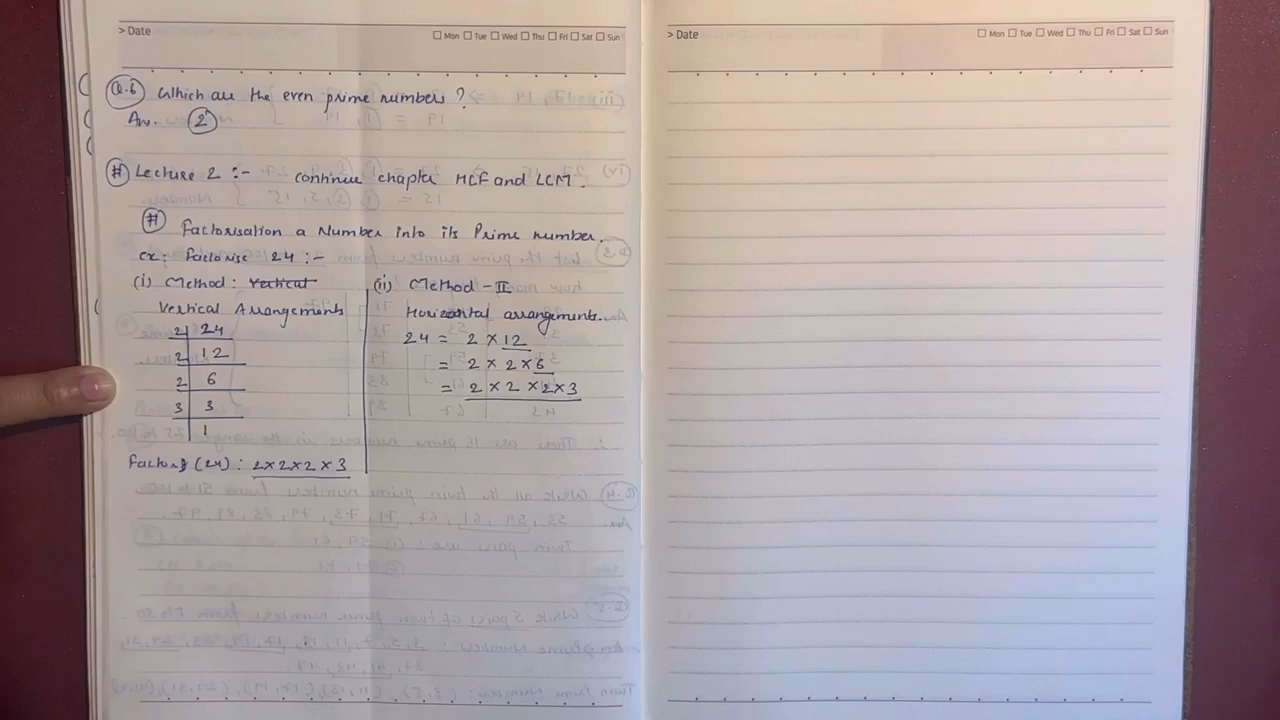 > Date
Mon Tue Wed Thu Fri Sat Sun
Q.6 Which are the even prime numbers ?
Ans. 2
# Lecture 2 :- continue chapter HCF and LCM.
# Factorisation a Number into its Prime number.
ex: Factorise 24 :-
(i) Method : vertical
Vertical Arrangements
2 24
2 12
2 6
3 3
1
Factors (24) : 2×2×2×3
(ii) Method - II
Horizontal arrangements.
24 = 2 × 12
= 2 × 2 × 6
= 2 × 2 × 2 × 3
> Date
Mon Tue Wed Thu Fri Sat Sun